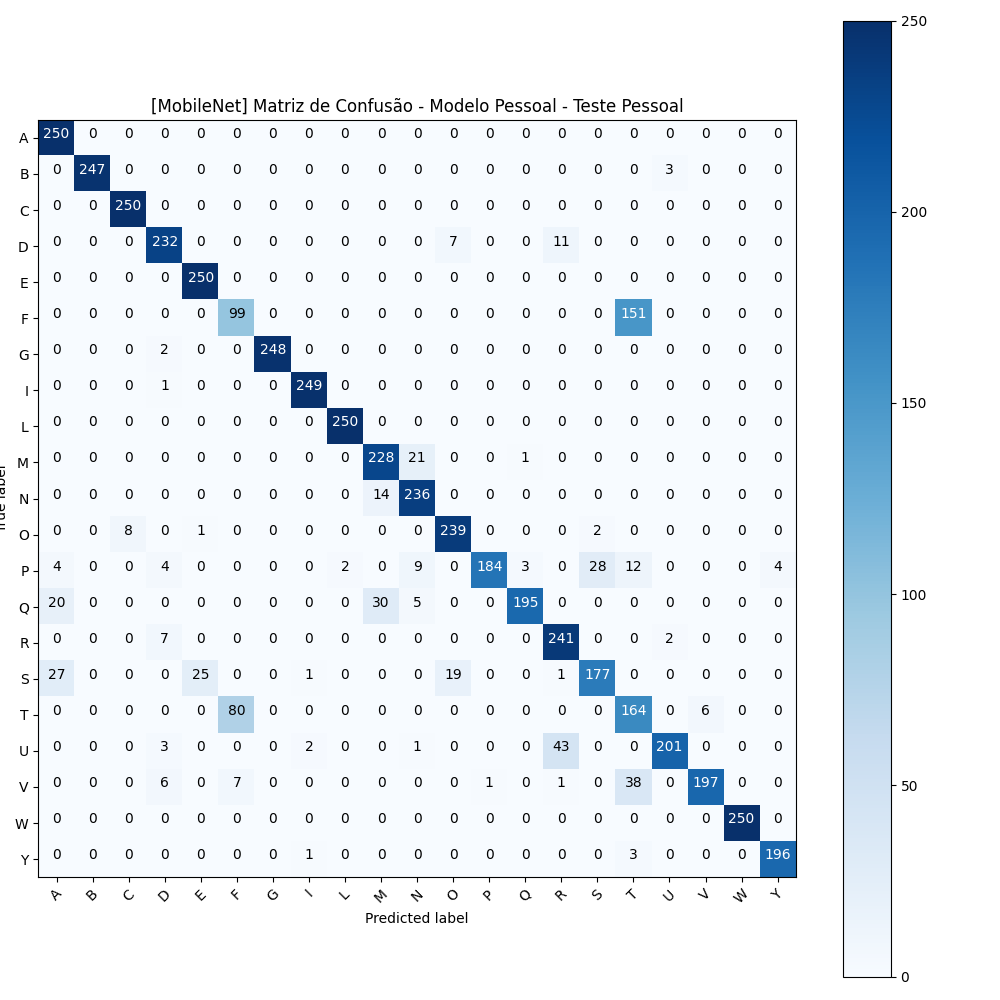 [MobileNet] Matriz de Confusão - Modelo Pessoal - Teste Pessoal
A 250 0 0 0 0 0 0 0 0 0 0 0 0 0 0 0 0 0 0 0 0
B 0 247 0 0 0 0 0 0 0 0 0 0 0 0 0 0 0 3 0 0 0
C 0 0 250 0 0 0 0 0 0 0 0 0 0 0 0 0 0 0 0 0 0
D 0 0 0 232 0 0 0 0 0 0 0 7 0 0 11 0 0 0 0 0 0
E 0 0 0 0 250 0 0 0 0 0 0 0 0 0 0 0 0 0 0 0 0
F 0 0 0 0 0 99 0 0 0 0 0 0 0 0 0 0 151 0 0 0 0
G 0 0 0 2 0 0 248 0 0 0 0 0 0 0 0 0 0 0 0 0 0
I 0 0 0 1 0 0 0 249 0 0 0 0 0 0 0 0 0 0 0 0 0
L 0 0 0 0 0 0 0 0 250 0 0 0 0 0 0 0 0 0 0 0 0
M 0 0 0 0 0 0 0 0 0 228 21 0 0 1 0 0 0 0 0 0 0
N 0 0 0 0 0 0 0 0 0 14 236 0 0 0 0 0 0 0 0 0 0
O 0 0 8 0 1 0 0 0 0 0 0 239 0 0 0 2 0 0 0 0 0
P 4 0 0 4 0 0 0 0 2 0 9 0 184 3 0 28 12 0 0 0 4
Q 20 0 0 0 0 0 0 0 0 30 5 0 0 195 0 0 0 0 0 0 0
R 0 0 0 7 0 0 0 0 0 0 0 0 0 0 241 0 0 2 0 0 0
S 27 0 0 0 25 0 0 1 0 0 0 19 0 0 1 177 0 0 0 0 0
T 0 0 0 0 0 80 0 0 0 0 0 0 0 0 0 0 164 0 6 0 0
U 0 0 0 3 0 0 0 2 0 0 1 0 0 0 43 0 0 201 0 0 0
V 0 0 0 6 0 7 0 0 0 0 0 0 1 0 1 0 38 0 197 0 0
W 0 0 0 0 0 0 0 0 0 0 0 0 0 0 0 0 0 0 0 250 0
Y 0 0 0 0 0 0 0 1 0 0 0 0 0 0 0 0 3 0 0 0 196
A B C D E F G I L M N O P Q R S T U V W Y
Predicted label
250
200
150
100
50
0